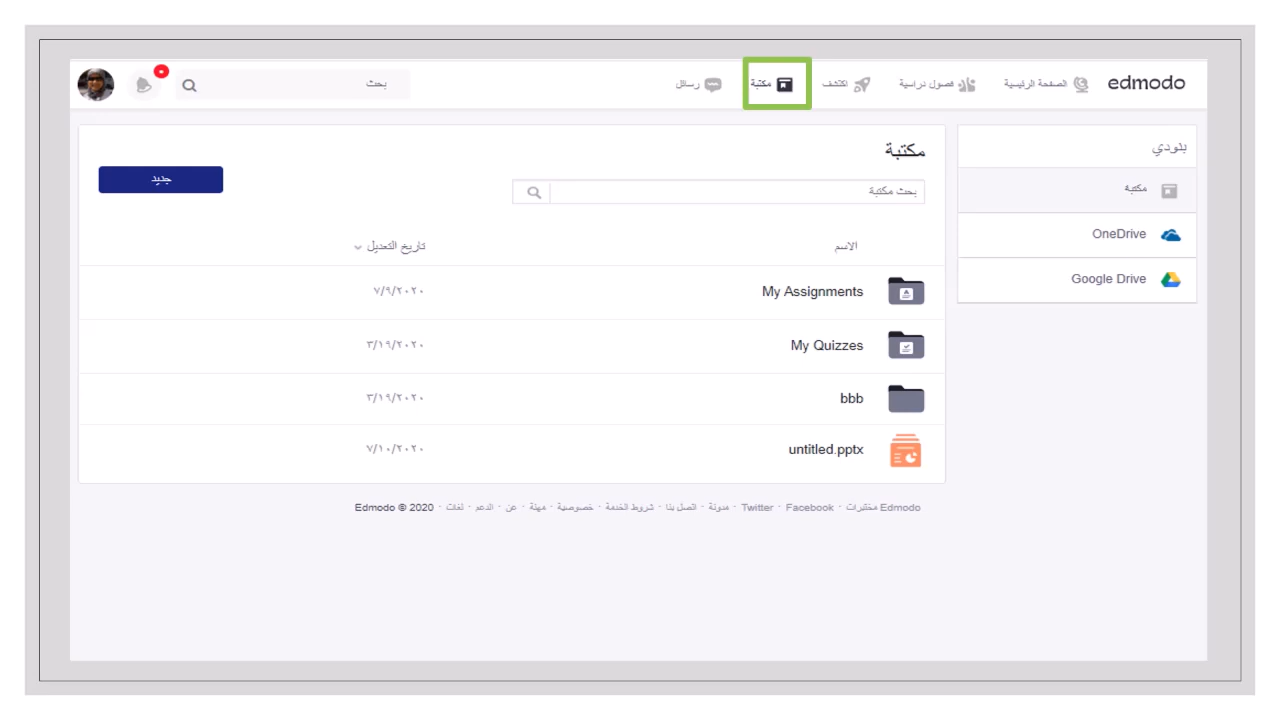 edmodo الصفحة الرئيسية فصول دراسية اكتشف مكتبة رسائل بحث
بنودي
مكتبة
OneDrive
Google Drive
مكتبة
جديد
بحث مكتبة
الاسم تاريخ التعديل
My Assignments ٧/٩/٢٠٢٠
My Quizzes ٣/١٩/٢٠٢٠
bbb ٣/١٩/٢٠٢٠
untitled.pptx ٧/١٠/٢٠٢٠
Edmodo مختبرات · Facebook · Twitter · مدونة · اتصل بنا · شروط الخدمة · خصوصية · مهنة · عن · الدعم · لغات · Edmodo © 2020